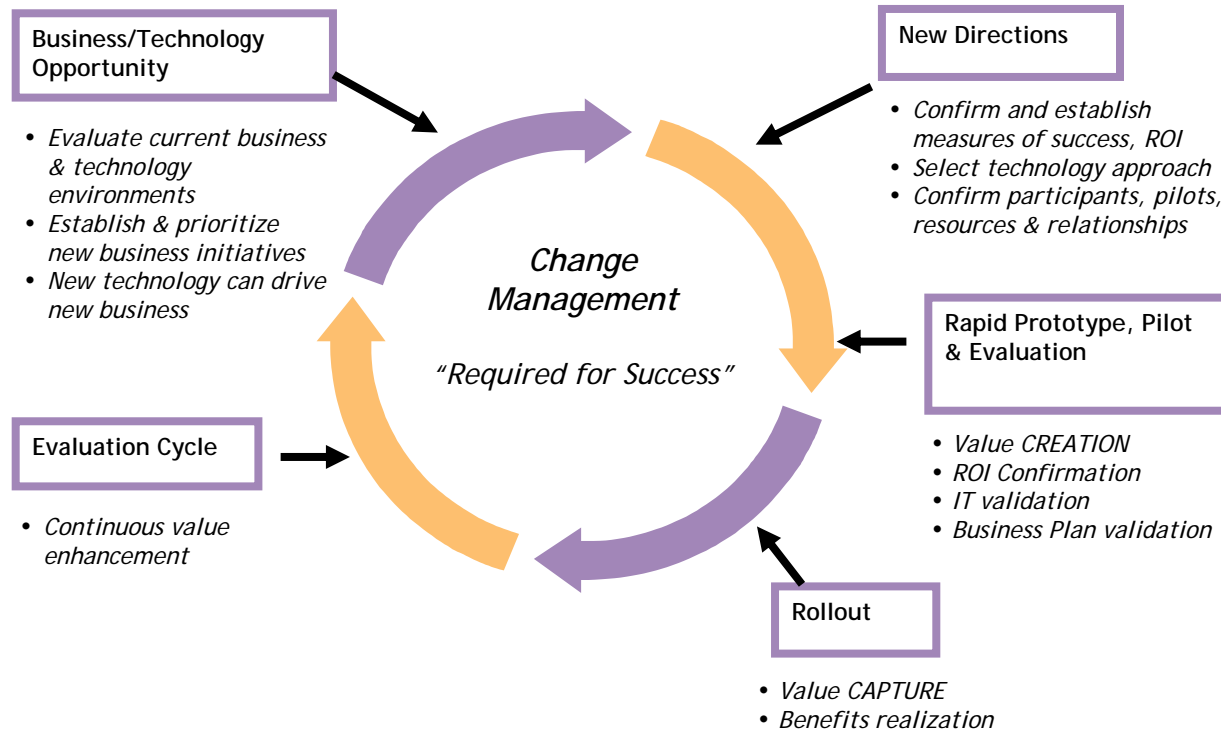 Business/Technology
Opportunity
• Evaluate current business
& technology
environments
• Establish & prioritize
new business initiatives
• New technology can drive
new business
New Directions
• Confirm and establish
measures of success, ROI
• Select technology approach
• Confirm participants, pilots,
resources & relationships
Change
Management
“Required for Success”
Rapid Prototype, Pilot
& Evaluation
• Value CREATION
• ROI Confirmation
• IT validation
• Business Plan validation
Evaluation Cycle
• Continuous value
enhancement
Rollout
• Value CAPTURE
• Benefits realization